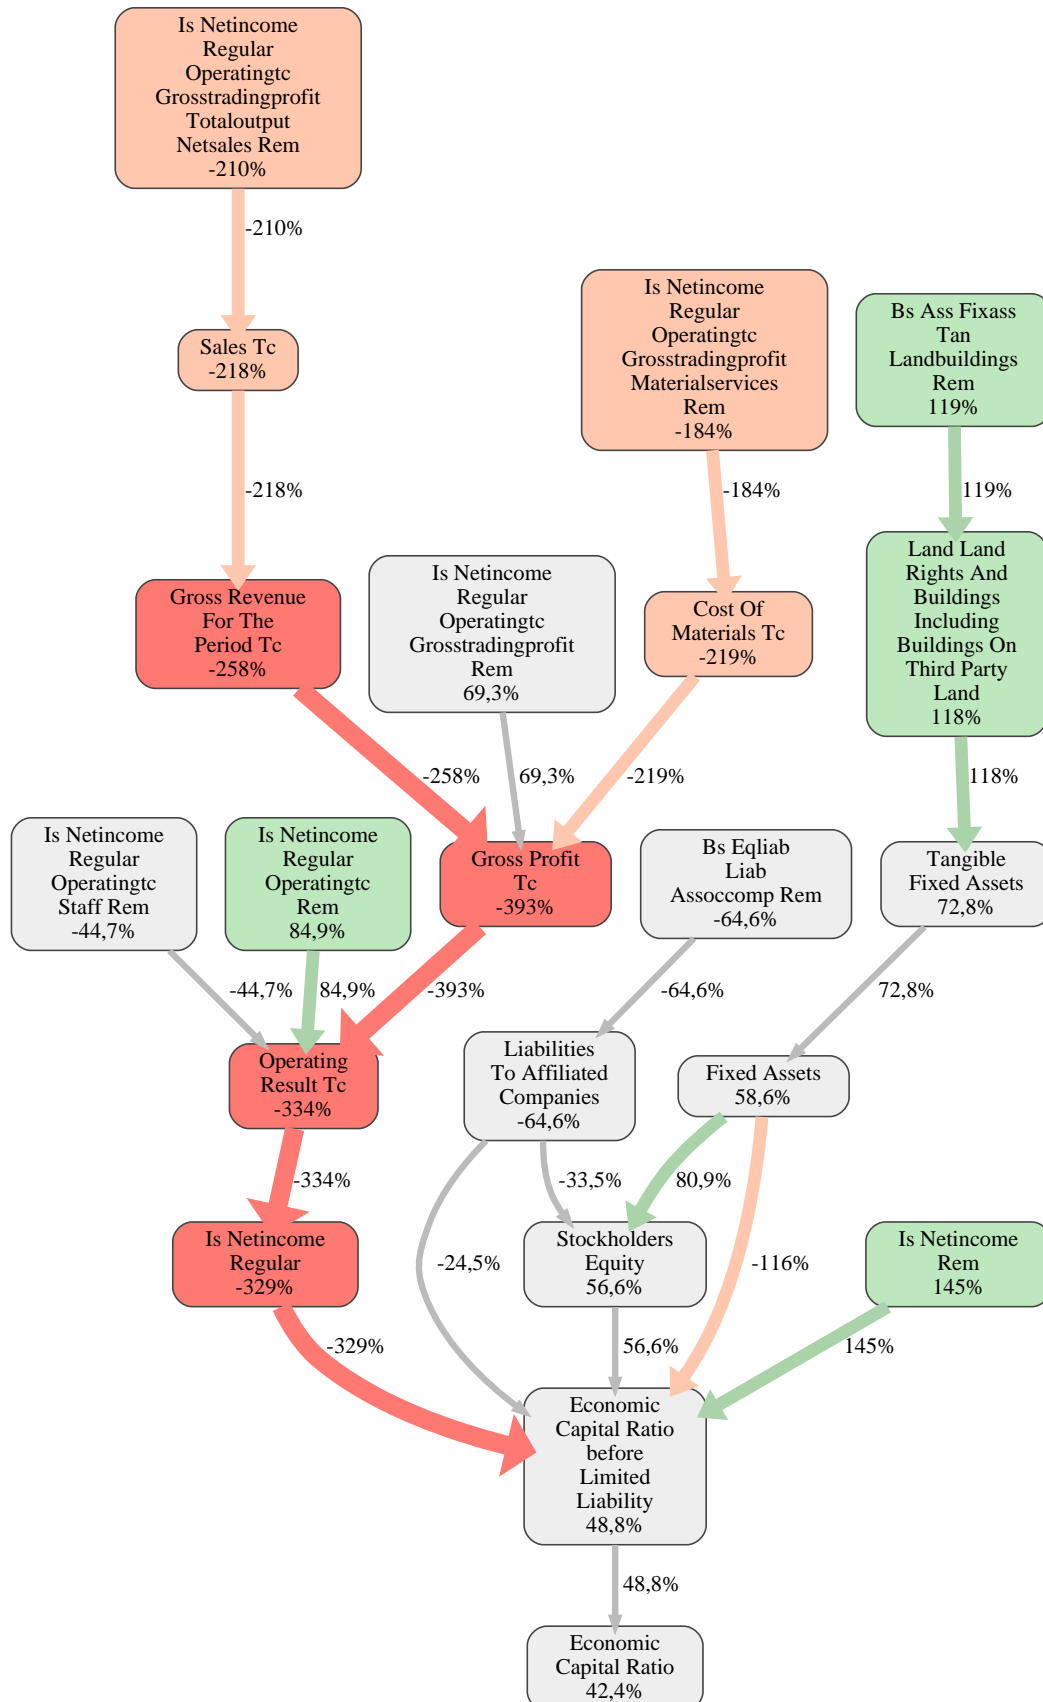 Is Netincome
Regular
Operatingtc
Grosstradingprofit
Totaloutput
Netsales Rem
-210%
-210%
Sales Tc
-218%
Is Netincome
Regular
Operatingtc
Grosstradingprofit
Materialservices
Rem
-184%
Bs Ass Fixass
Tan
Landbuildings
Rem
119%
-218%
-184%
119%
Gross Revenue
For The
Period Tc
-258%
Is Netincome
Regular
Operatingtc
Grosstradingprofit
Rem
69,3%
Cost Of
Materials Tc
-219%
Land Land
Rights And
Buildings
Including
Buildings On
Third Party
Land
118%
-258%
69,3%
-219%
118%
Is Netincome
Regular
Operatingtc
Staff Rem
-44,7%
Is Netincome
Regular
Operatingtc
Rem
84,9%
Gross Profit
Tc
-393%
Bs Eqliab
Liab
Assoccomp Rem
-64,6%
Tangible
Fixed Assets
72,8%
-44,7%
84,9%
-393%
-64,6%
72,8%
Operating
Result Tc
-334%
Liabilities
To Affiliated
Companies
-64,6%
Fixed Assets
58,6%
-334%
-33,5%
80,9%
Is Netincome
Regular
-329%
-24,5%
Stockholders
Equity
56,6%
-116%
Is Netincome
Rem
145%
-329%
56,6%
145%
Economic
Capital Ratio
before
Limited
Liability
48,8%
48,8%
Economic
Capital Ratio
42,4%